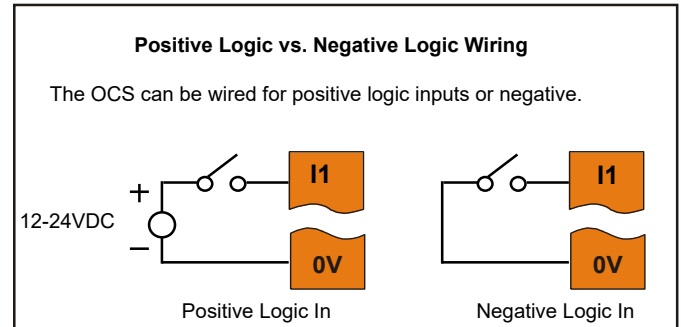 Positive Logic vs. Negative Logic Wiring
The OCS can be wired for positive logic inputs or negative.
I1
+
12-24VDC
–
0V
Positive Logic In
I1
0V
Negative Logic In